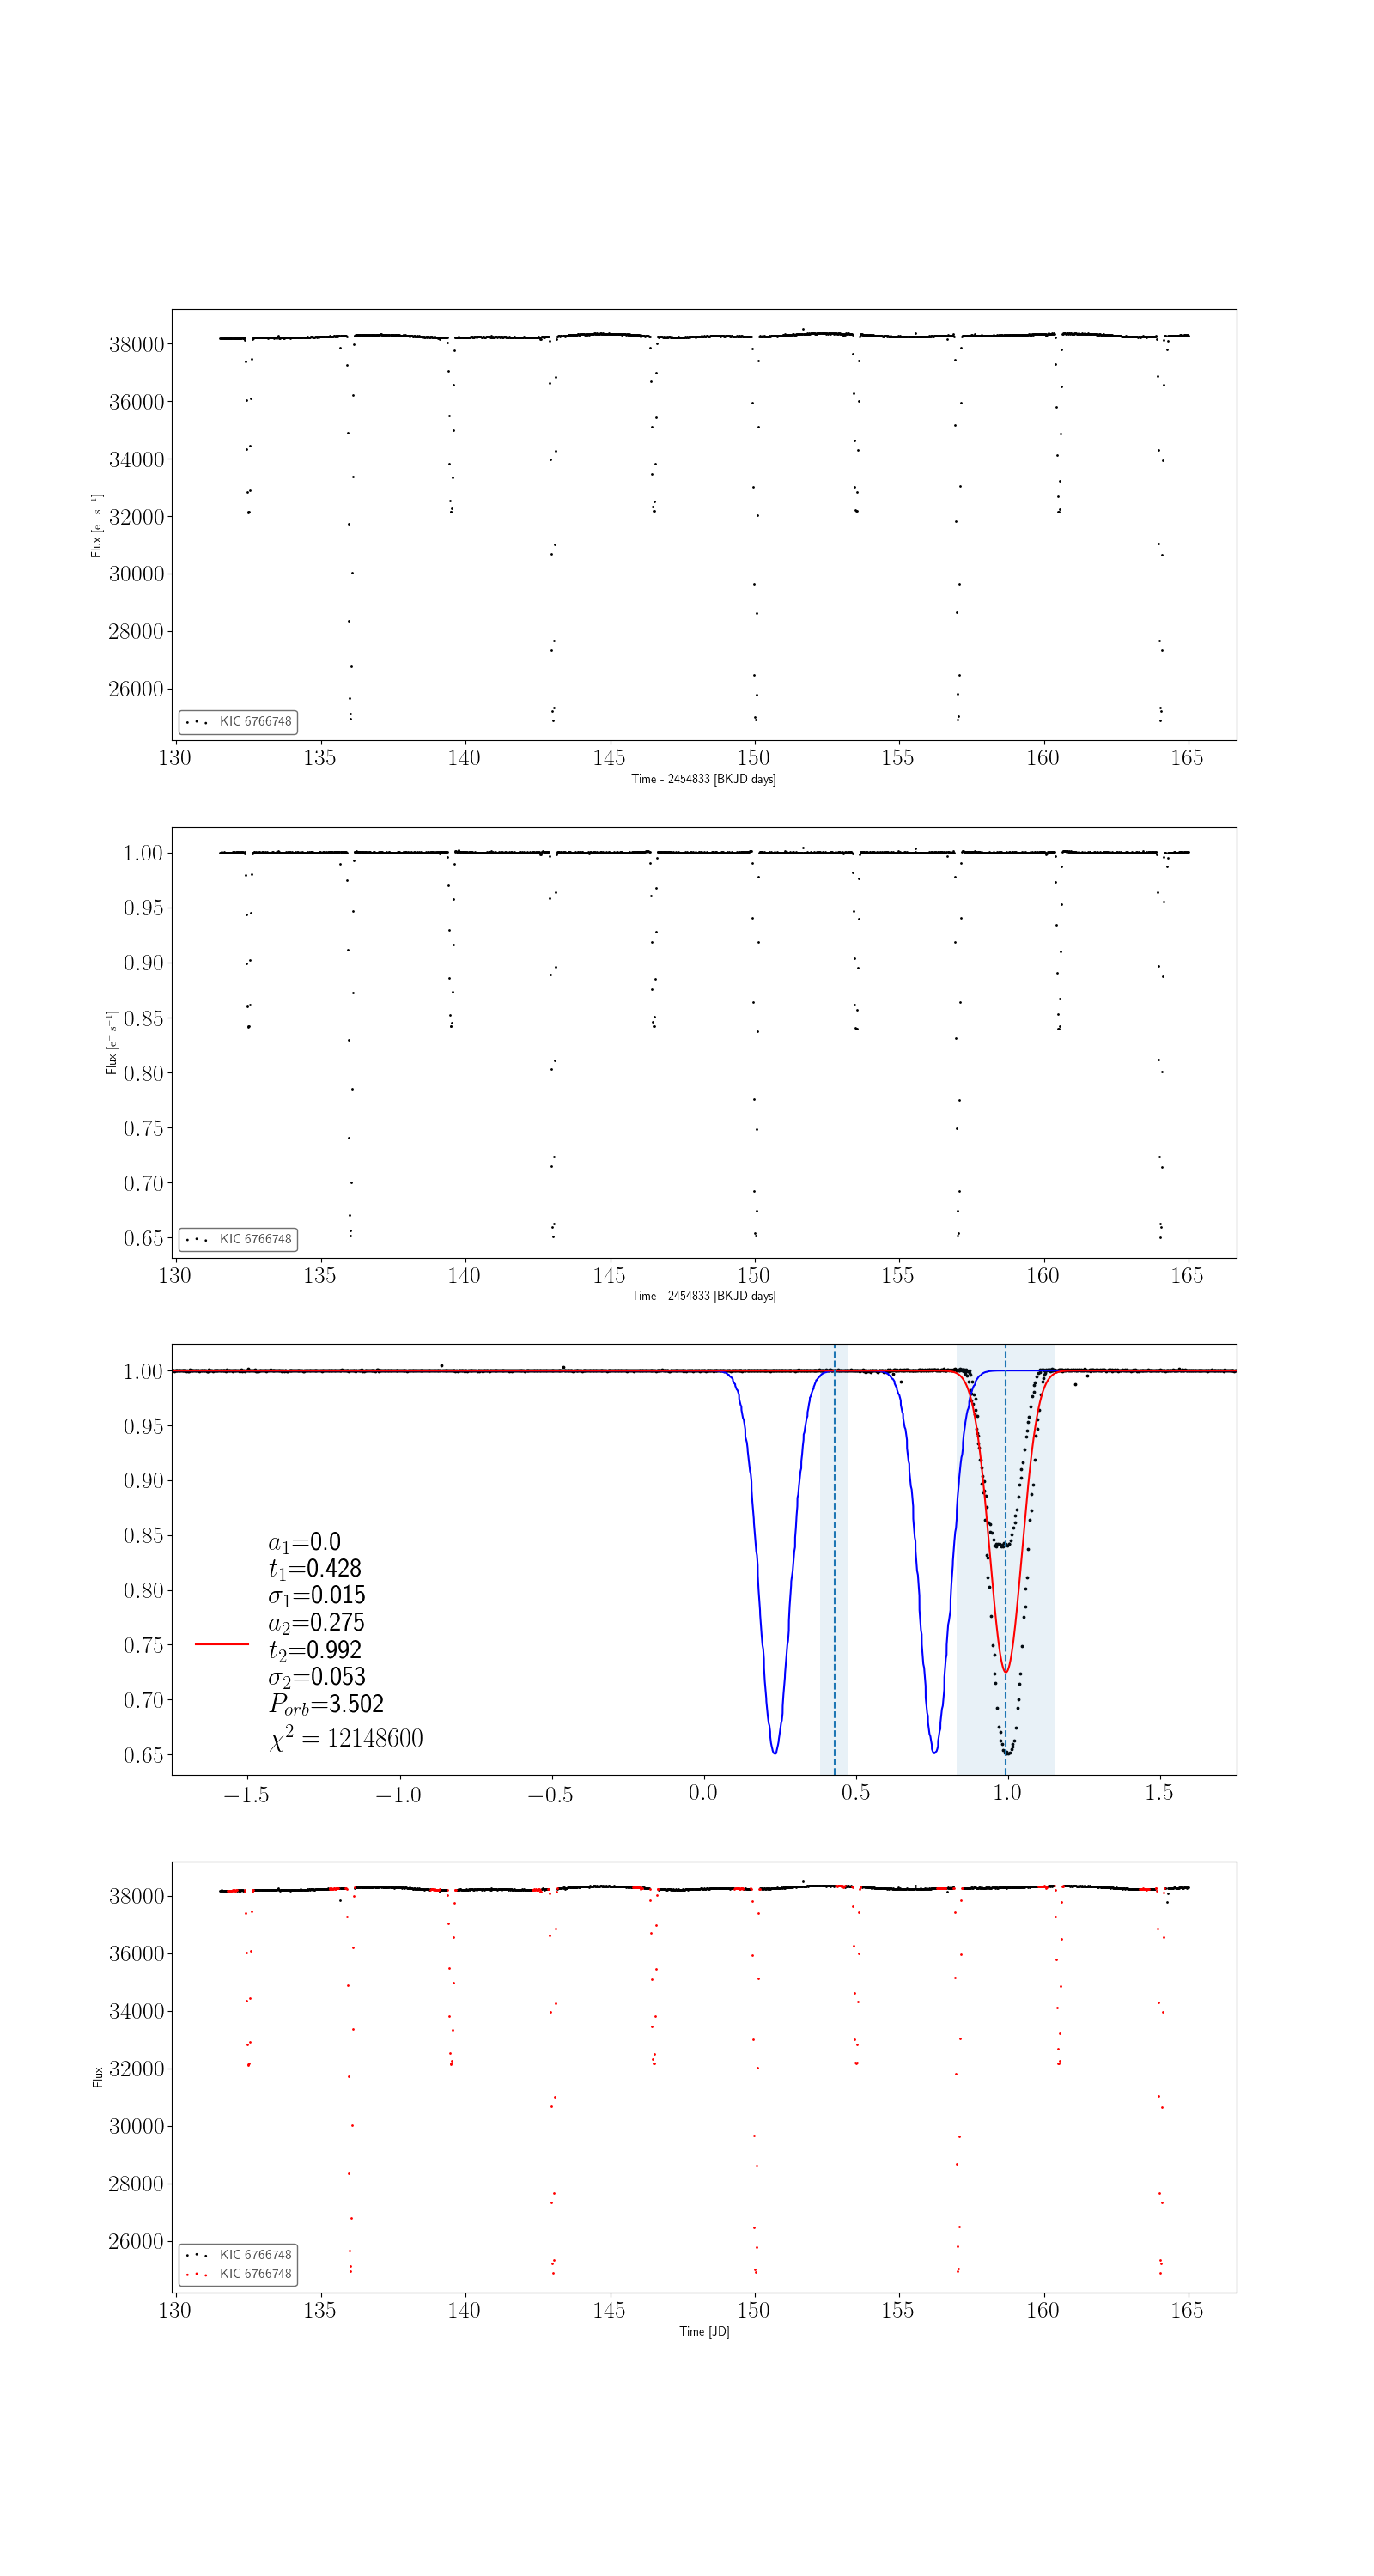 38000
36000
34000
32000
30000
28000
26000
Flux [e⁻ s⁻¹]
KIC 6766748
130 135 140 145 150 155 160 165
Time - 2454833 [BKJD days]
1.00
0.95
0.90
0.85
0.80
0.75
0.70
0.65
Flux [e⁻ s⁻¹]
KIC 6766748
130 135 140 145 150 155 160 165
Time - 2454833 [BKJD days]
1.00
0.95
0.90
0.85
0.80
0.75
0.70
0.65
a₁=0.0
t₁=0.428
σ₁=0.015
a₂=0.275
t₂=0.992
σ₂=0.053
P_orb=3.502
χ² = 12148600
−1.5 −1.0 −0.5 0.0 0.5 1.0 1.5
38000
36000
34000
32000
30000
28000
26000
Flux
KIC 6766748
KIC 6766748
130 135 140 145 150 155 160 165
Time [JD]